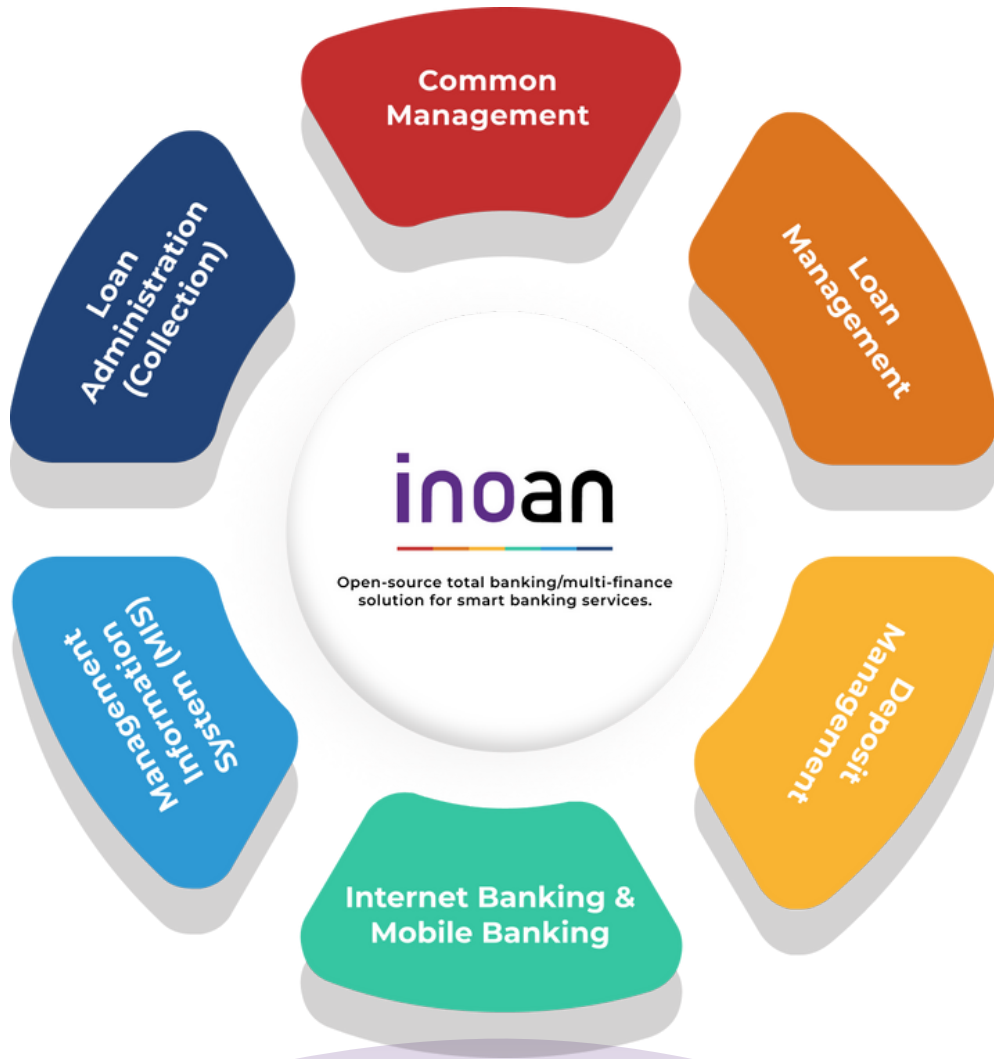 Common
Management
Loan
Management
Deposit
Management
Internet Banking &
Mobile Banking
Management
Information
System (MIS)
Loan
Administration
(Collection)
inoan
Open-source total banking/multi-finance
solution for smart banking services.